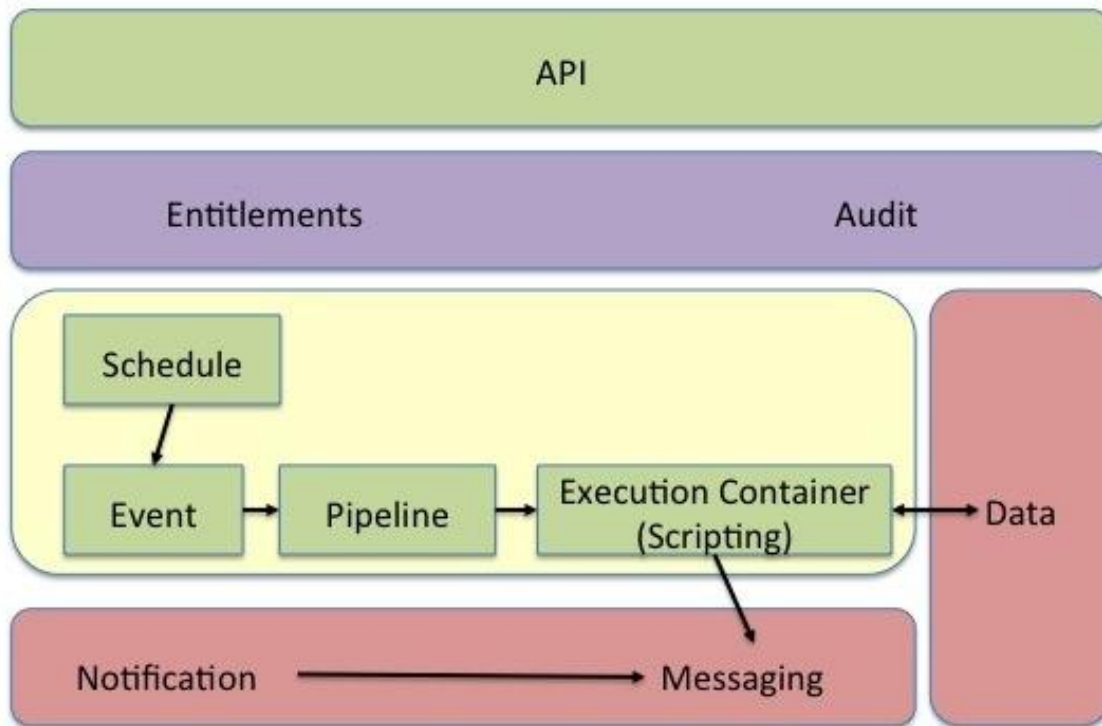 API
Entitlements
Audit
Schedule
Event
Pipeline
Execution Container
(Scripting)
Data
Notification
Messaging